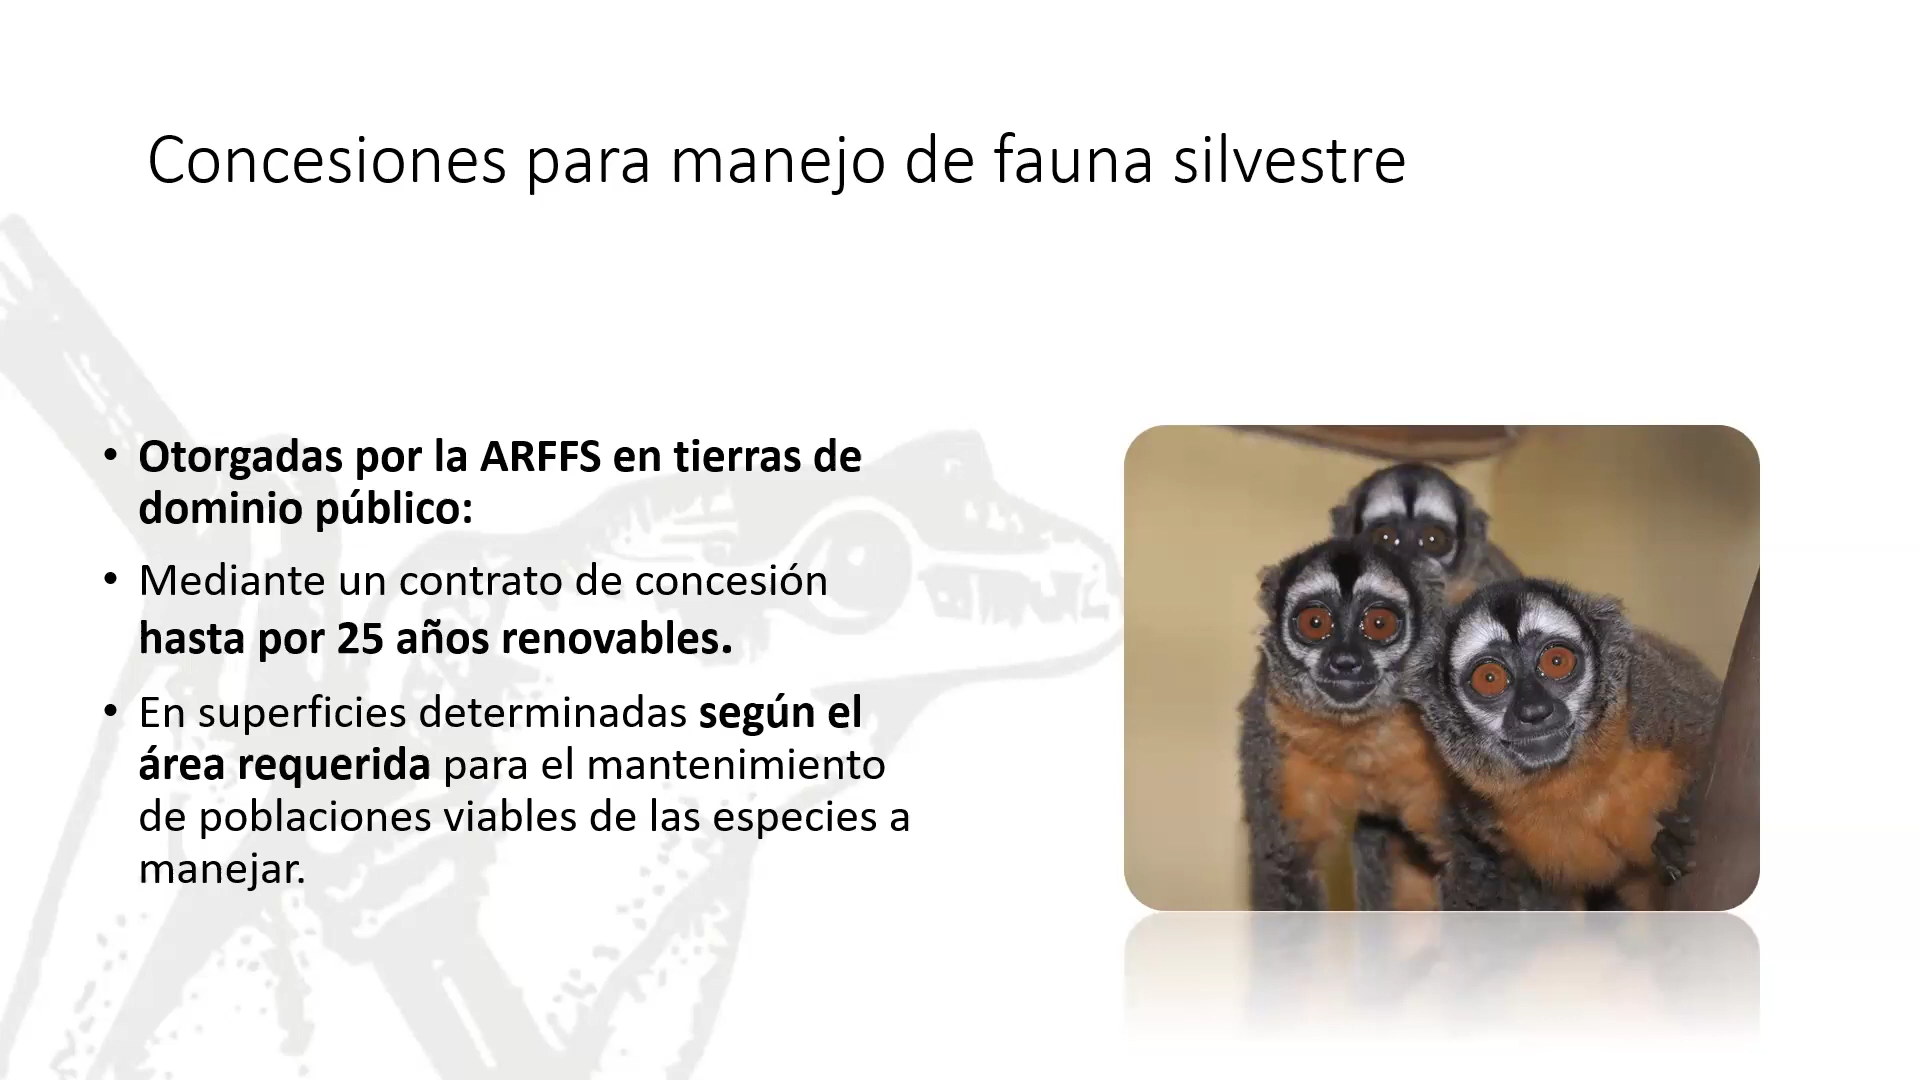 Concesiones para manejo de fauna silvestre
• Otorgadas por la ARFFS en tierras de
dominio público:
• Mediante un contrato de concesión
hasta por 25 años renovables.
• En superficies determinadas según el
área requerida para el mantenimiento
de poblaciones viables de las especies a
manejar.